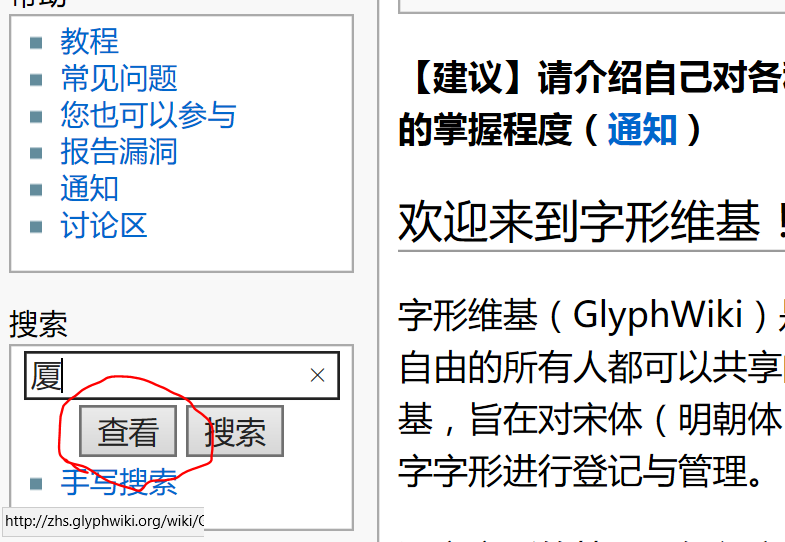 帮助
教程
常见问题
您也可以参与
报告漏洞
通知
讨论区
搜索
厦
查看 搜索
手写搜索
http://zhs.glyphwiki.org/wiki/
【建议】请介绍自己对各
的掌握程度（通知）
欢迎来到字形维基！
字形维基（GlyphWiki）是
自由的所有人都可以共享的
基，旨在对宋体（明朝体
字字形进行登记与管理。